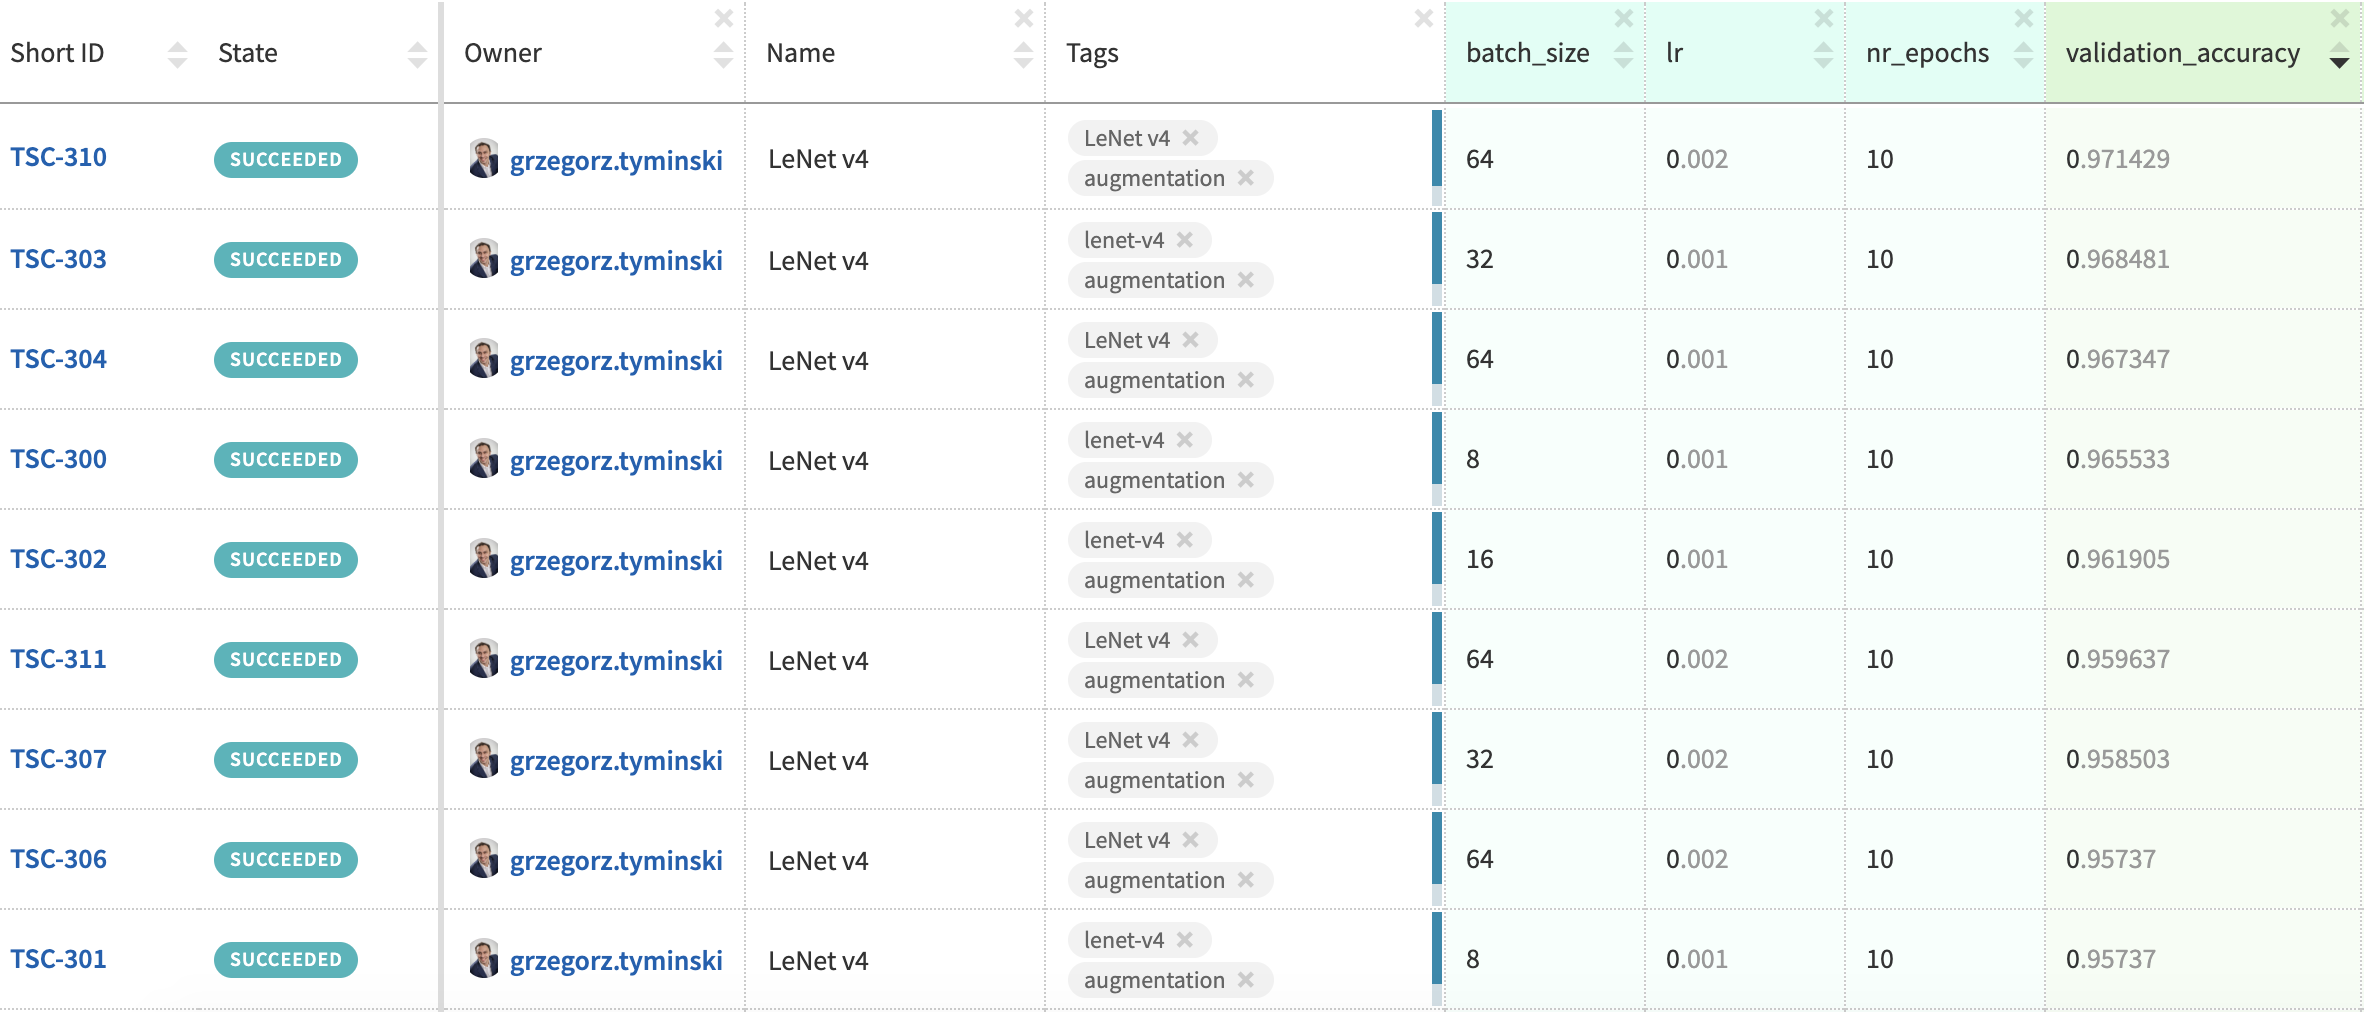 Short ID State Owner Name Tags batch_size lr nr_epochs validation_accuracy
TSC-310 SUCCEEDED grzegorz.tyminski LeNet v4 LeNet v4 augmentation 64 0.002 10 0.971429
TSC-303 SUCCEEDED grzegorz.tyminski LeNet v4 lenet-v4 augmentation 32 0.001 10 0.968481
TSC-304 SUCCEEDED grzegorz.tyminski LeNet v4 LeNet v4 augmentation 64 0.001 10 0.967347
TSC-300 SUCCEEDED grzegorz.tyminski LeNet v4 lenet-v4 augmentation 8 0.001 10 0.965533
TSC-302 SUCCEEDED grzegorz.tyminski LeNet v4 lenet-v4 augmentation 16 0.001 10 0.961905
TSC-311 SUCCEEDED grzegorz.tyminski LeNet v4 LeNet v4 augmentation 64 0.002 10 0.959637
TSC-307 SUCCEEDED grzegorz.tyminski LeNet v4 LeNet v4 augmentation 32 0.002 10 0.958503
TSC-306 SUCCEEDED grzegorz.tyminski LeNet v4 LeNet v4 augmentation 64 0.002 10 0.95737
TSC-301 SUCCEEDED grzegorz.tyminski LeNet v4 lenet-v4 augmentation 8 0.001 10 0.95737